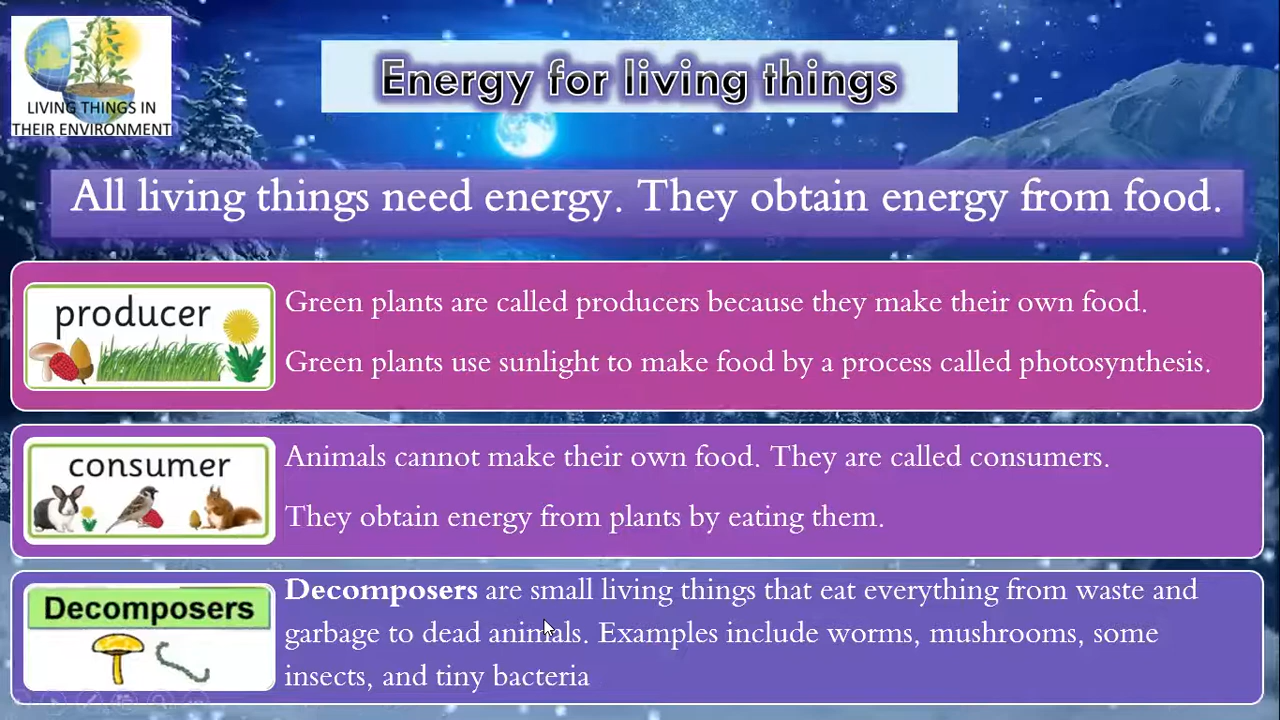 LIVING THINGS IN
THEIR ENVIRONMENT
Energy for living things
All living things need energy. They obtain energy from food.
producer
Green plants are called producers because they make their own food.
Green plants use sunlight to make food by a process called photosynthesis.
consumer
Animals cannot make their own food. They are called consumers.
They obtain energy from plants by eating them.
Decomposers
Decomposers are small living things that eat everything from waste and
garbage to dead animals. Examples include worms, mushrooms, some
insects, and tiny bacteria